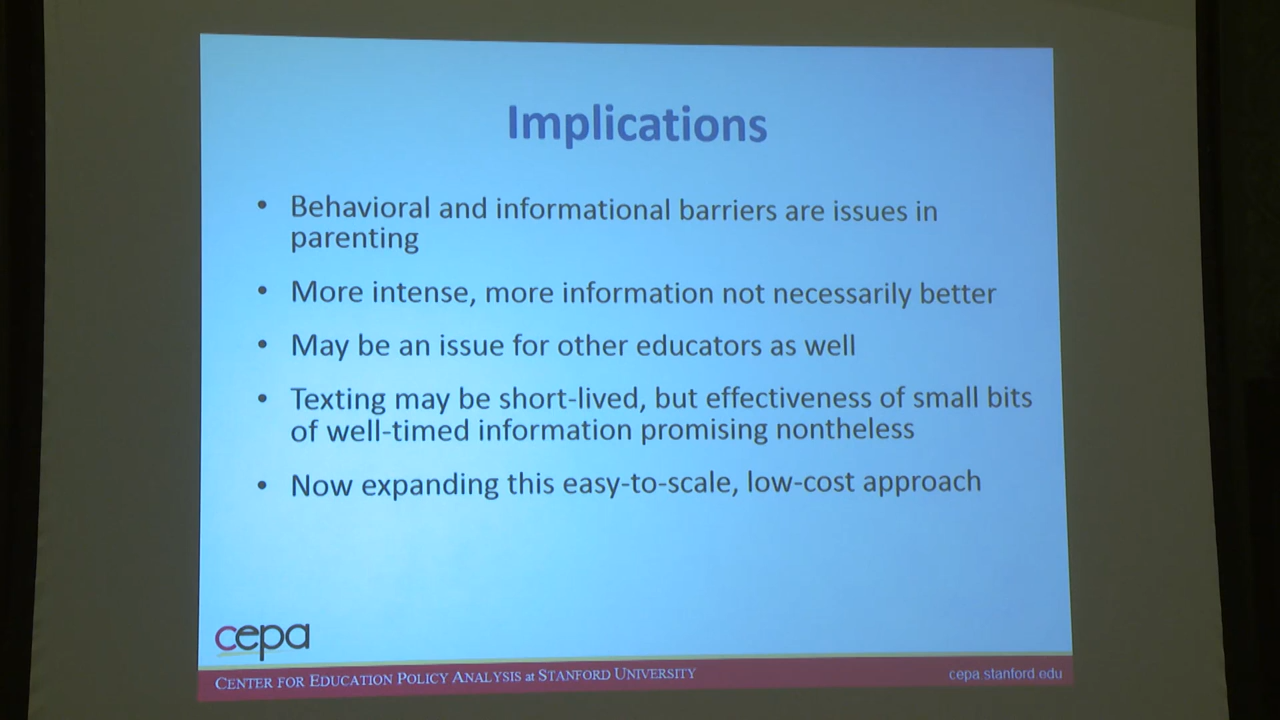 Implications
• Behavioral and informational barriers are issues in
parenting
• More intense, more information not necessarily better
• May be an issue for other educators as well
• Texting may be short-lived, but effectiveness of small bits
of well-timed information promising nontheless
• Now expanding this easy-to-scale, low-cost approach
cepa
CENTER FOR EDUCATION POLICY ANALYSIS at STANFORD UNIVERSITY
cepa.stanford.edu